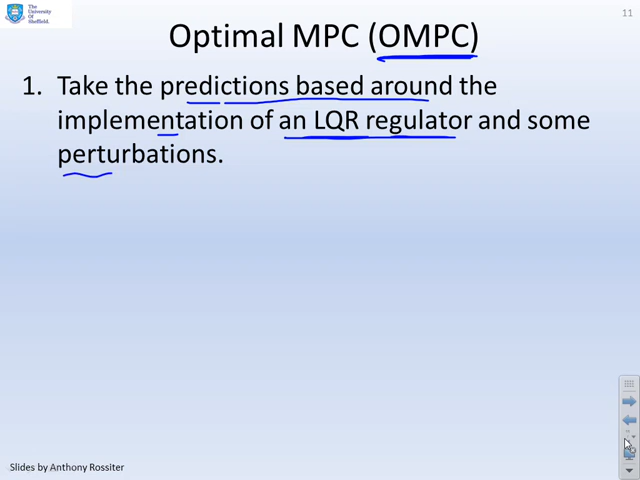 The
University
Of
Sheffield.
11
Optimal MPC (OMPC)
1. Take the predictions based around the
implementation of an LQR regulator and some
perturbations.
Slides by Anthony Rossiter